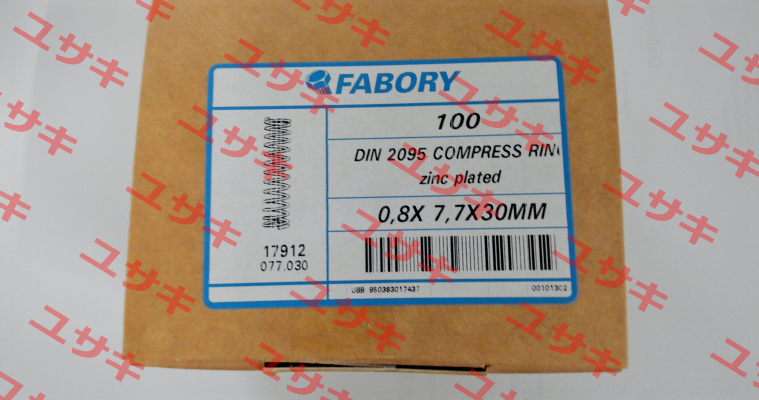 FABORY
100
DIN 2095 COMPRESS RIN
zinc plated
0,8X 7,7X30MM
17912
077.030
UBB 950383017437
00101302
ユサキ